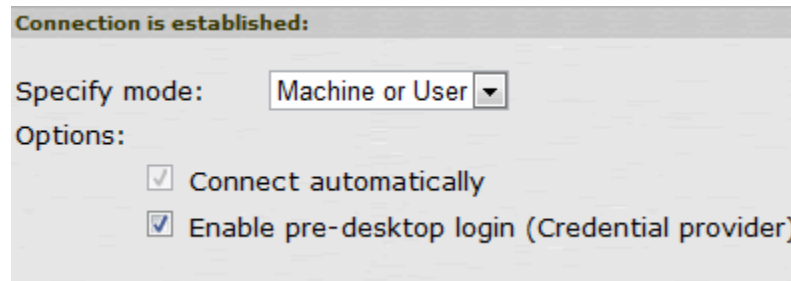 Connection is established:
Specify mode: Machine or User
Options:
Connect automatically
Enable pre-desktop login (Credential provider)